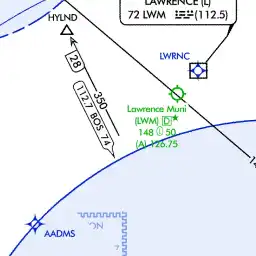 LAWRENCE (L)
72 LWM (112.5)
HYLND
LWRNC
28
350
112.7 BOS 74
Lawrence Muni
(LWM) D
148 50
(A) 126.75
AADMS
NC